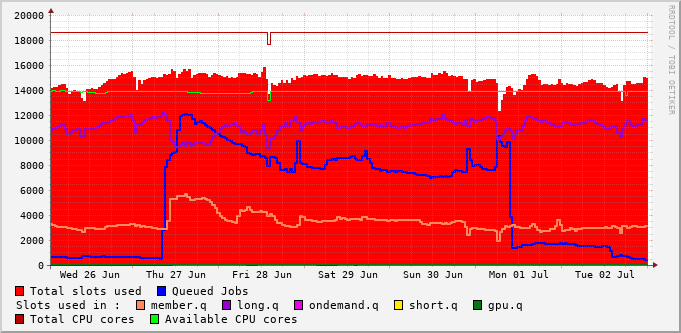 20000
18000
16000
14000
12000
10000
8000
6000
4000
2000
0
Wed 26 Jun Thu 27 Jun Fri 28 Jun Sat 29 Jun Sun 30 Jun Mon 01 Jul Tue 02 Jul
RRDTOOL / TOBI OETIKER
Total slots used Queued Jobs
Slots used in : member.q long.q ondemand.q short.q gpu.q
Total CPU cores Available CPU cores